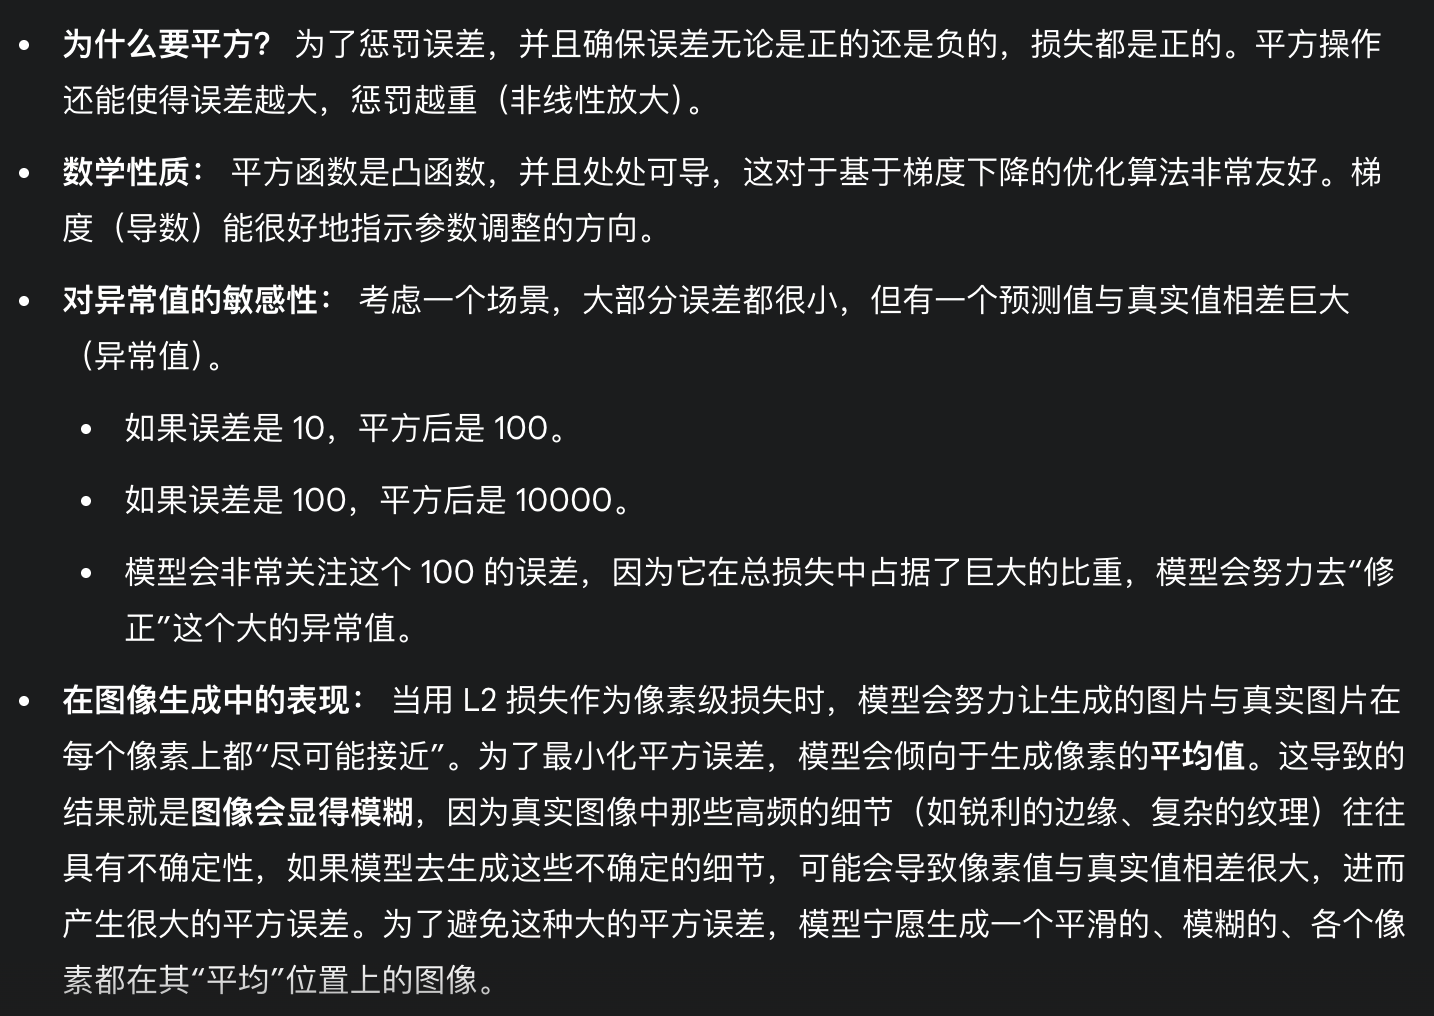 • 为什么要平方? 为了惩罚误差，并且确保误差无论是正的还是负的，损失都是正的。平方操作
还能使得误差越大，惩罚越重（非线性放大）。
• 数学性质： 平方函数是凸函数，并且处处可导，这对于基于梯度下降的优化算法非常友好。梯
度（导数）能很好地指示参数调整的方向。
• 对异常值的敏感性： 考虑一个场景，大部分误差都很小，但有一个预测值与真实值相差巨大
（异常值）。
• 如果误差是 10，平方后是 100。
• 如果误差是 100，平方后是 10000。
• 模型会非常关注这个 100 的误差，因为它在总损失中占据了巨大的比重，模型会努力去“修
正”这个大的异常值。
• 在图像生成中的表现： 当用 L2 损失作为像素级损失时，模型会努力让生成的图片与真实图片在
每个像素上都“尽可能接近”。为了最小化平方误差，模型会倾向于生成像素的平均值。这导致的
结果就是图像会显得模糊，因为真实图像中那些高频的细节（如锐利的边缘、复杂的纹理）往往
具有不确定性，如果模型去生成这些不确定的细节，可能会导致像素值与真实值相差很大，进而
产生很大的平方误差。为了避免这种大的平方误差，模型宁愿生成一个平滑的、模糊的、各个像
素都在其“平均”位置上的图像。